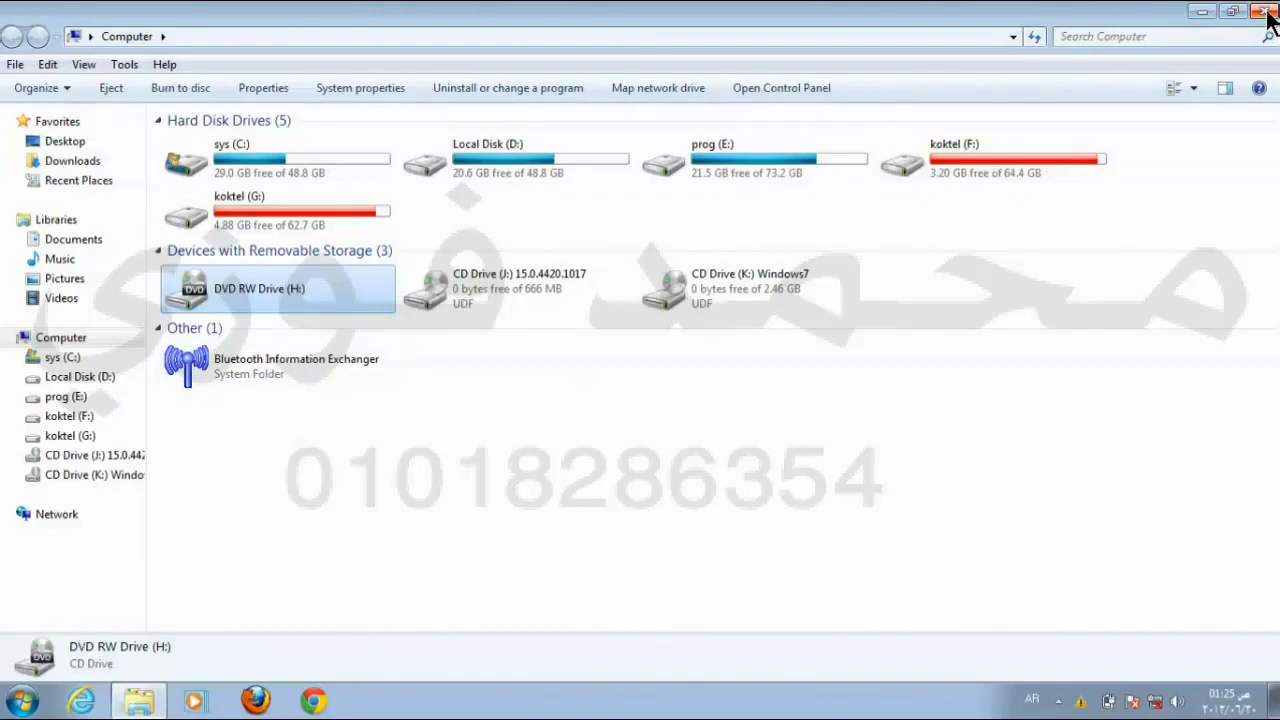 Computer
Search Computer
File Edit View Tools Help
Organize Eject Burn to disc Properties System properties Uninstall or change a program Map network drive Open Control Panel
Favorites
Desktop
Downloads
Recent Places
Libraries
Documents
Music
Pictures
Videos
Computer
sys (C:)
Local Disk (D:)
prog (E:)
koktel (F:)
koktel (G:)
CD Drive (J:) 15.0.442
CD Drive (K:) Windo
Network
Hard Disk Drives (5)
sys (C:)
29.0 GB free of 48.8 GB
Local Disk (D:)
20.6 GB free of 48.8 GB
prog (E:)
21.5 GB free of 73.2 GB
koktel (F:)
3.20 GB free of 64.4 GB
koktel (G:)
4.88 GB free of 62.7 GB
Devices with Removable Storage (3)
DVD RW Drive (H:)
CD Drive (J:) 15.0.4420.1017
0 bytes free of 666 MB
UDF
CD Drive (K:) Windows7
0 bytes free of 2.46 GB
UDF
Other (1)
Bluetooth Information Exchanger
System Folder
محمد فوزي
01018286354
DVD RW Drive (H:)
CD Drive
AR
01:25 ص
٢٠١٣/٠٦/٢٠